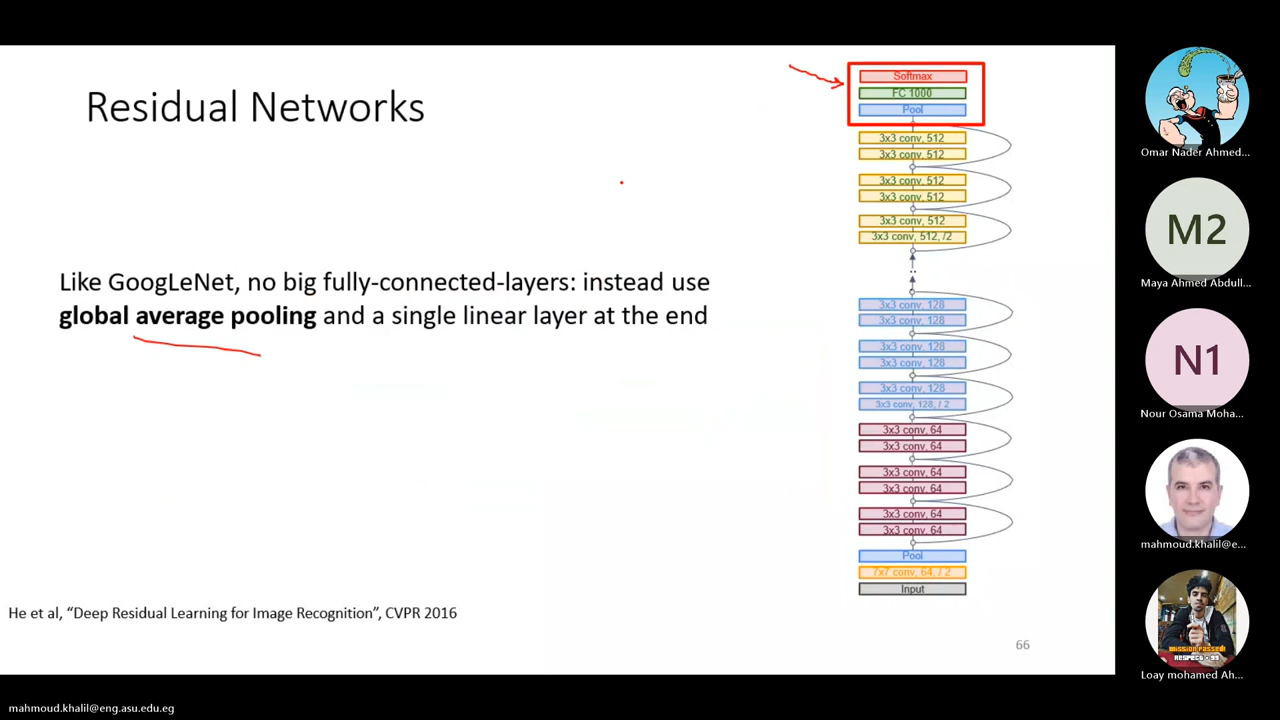 Residual Networks
Like GoogLeNet, no big fully-connected-layers: instead use
global average pooling and a single linear layer at the end
He et al, “Deep Residual Learning for Image Recognition”, CVPR 2016
Softmax
FC 1000
Pool
3x3 conv, 512
3x3 conv, 512
3x3 conv, 512
3x3 conv, 512
3x3 conv, 512
3x3 conv, 512, /2
..
3x3 conv, 128
3x3 conv, 128
3x3 conv, 128
3x3 conv, 128
3x3 conv, 128
3x3 conv, 128, / 2
3x3 conv, 64
3x3 conv, 64
3x3 conv, 64
3x3 conv, 64
3x3 conv, 64
3x3 conv, 64
Pool
7x7 conv, 64, / 2
Input
66
Omar Nader Ahmed...
M2
Maya Ahmed Abdull...
N1
Nour Osama Moha...
mahmoud.khalil@e...
MISSION PASSED!
RESPECT + 99
Loay mohamed Ah...
mahmoud.khalil@eng.asu.edu.eg